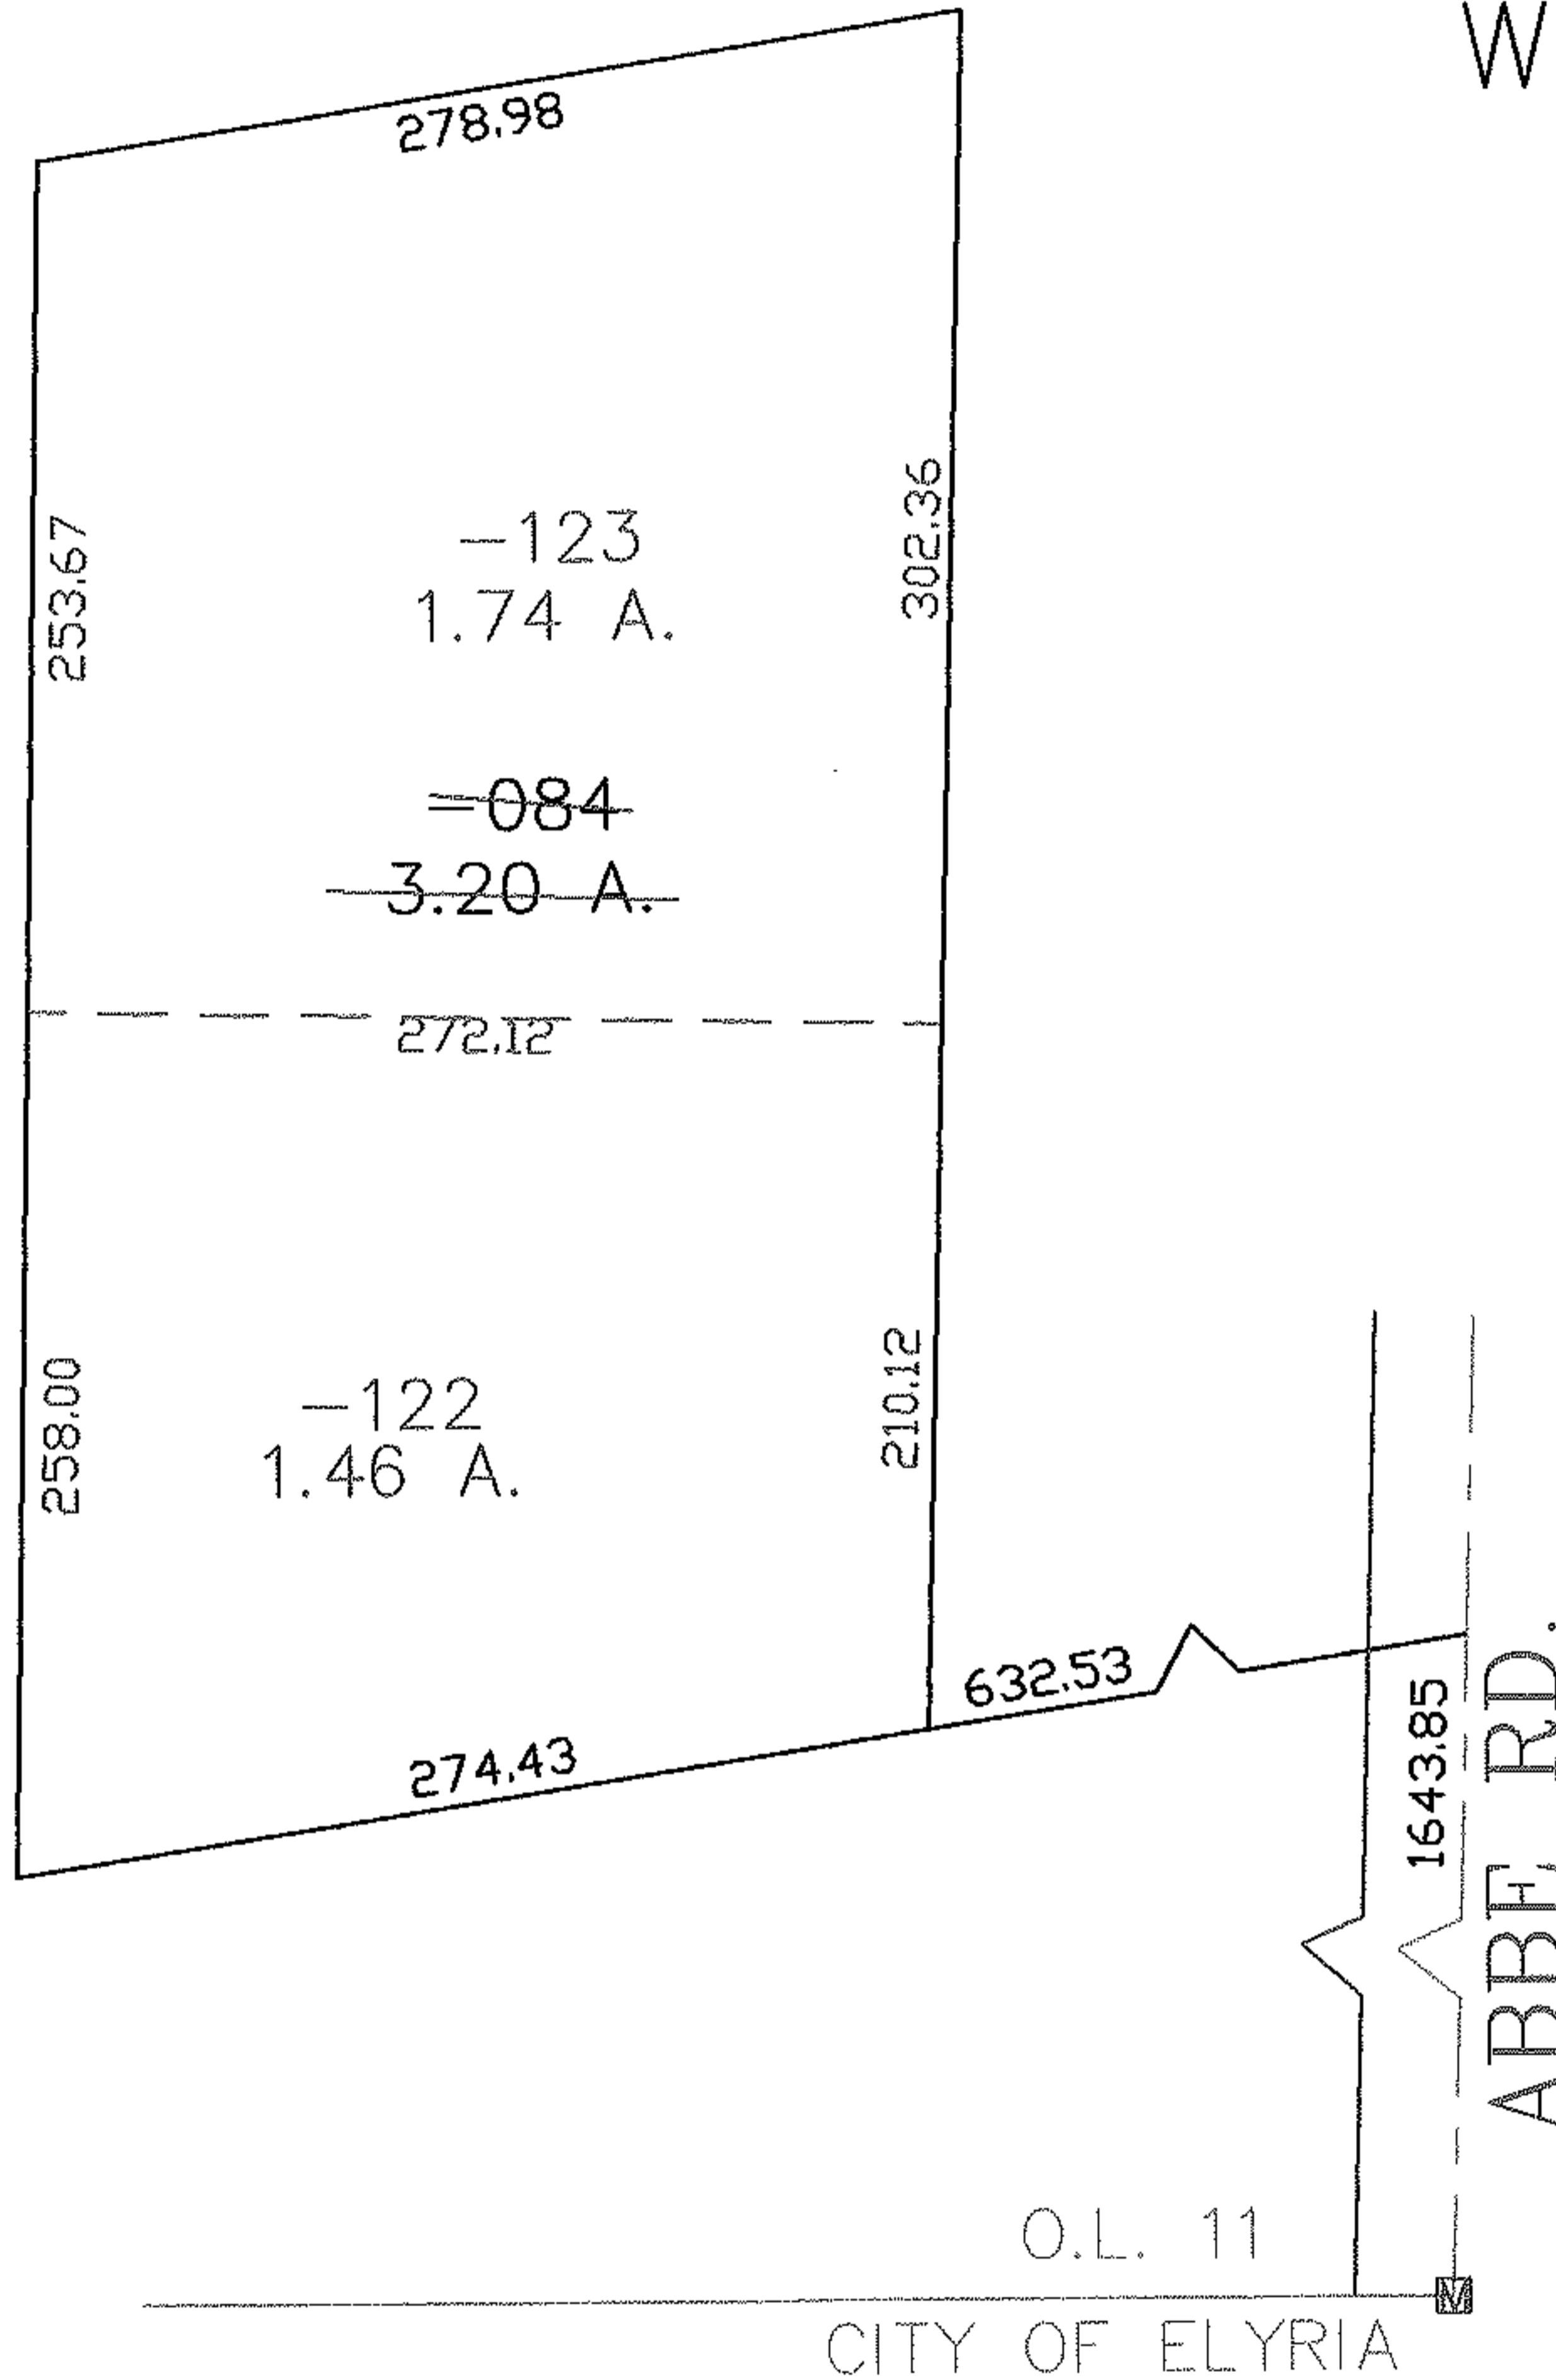 W
278.98
253.67
302.36
-123
1.74 A.
=084
3.20 A.
272.12
258.00
210.12
-122
1.46 A.
632.53
274.43
1643.85
ABBE RD.
O.L. 11
CITY OF ELYRIA